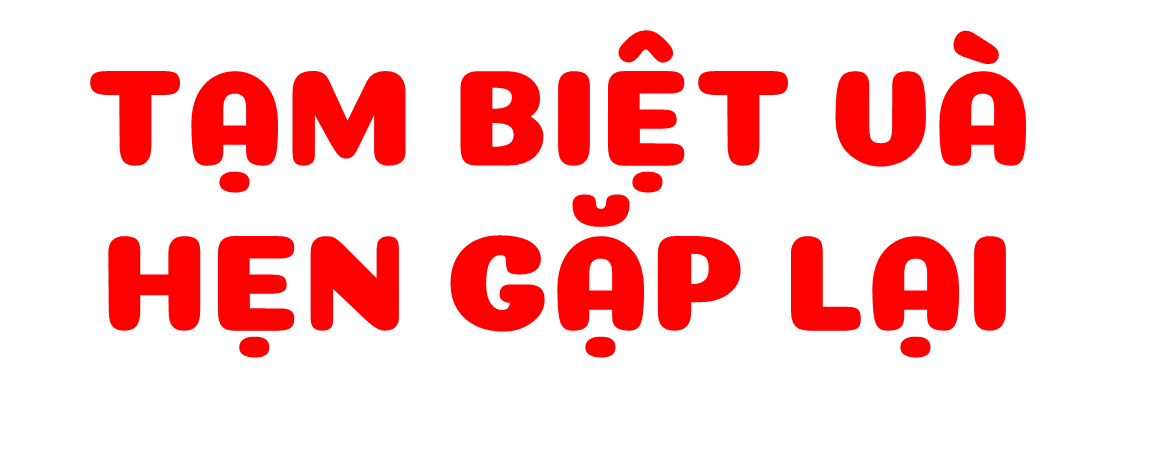 TẠM BIỆT UÀ
HẸN GẶP LẠI